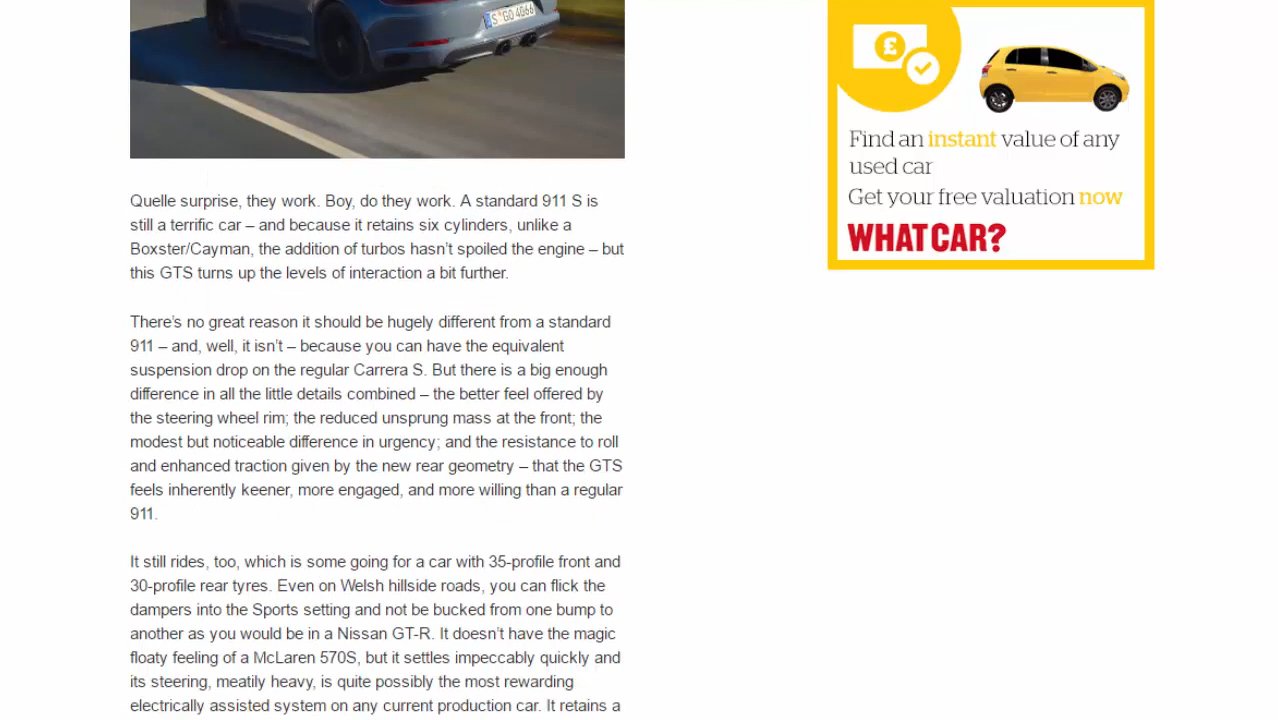 S GO 4066
Quelle surprise, they work. Boy, do they work. A standard 911 S is
still a terrific car – and because it retains six cylinders, unlike a
Boxster/Cayman, the addition of turbos hasn’t spoiled the engine – but
this GTS turns up the levels of interaction a bit further.
There’s no great reason it should be hugely different from a standard
911 – and, well, it isn’t – because you can have the equivalent
suspension drop on the regular Carrera S. But there is a big enough
difference in all the little details combined – the better feel offered by
the steering wheel rim; the reduced unsprung mass at the front; the
modest but noticeable difference in urgency; and the resistance to roll
and enhanced traction given by the new rear geometry – that the GTS
feels inherently keener, more engaged, and more willing than a regular
911.
It still rides, too, which is some going for a car with 35-profile front and
30-profile rear tyres. Even on Welsh hillside roads, you can flick the
dampers into the Sports setting and not be bucked from one bump to
another as you would be in a Nissan GT-R. It doesn’t have the magic
floaty feeling of a McLaren 570S, but it settles impeccably quickly and
its steering, meatily heavy, is quite possibly the most rewarding
electrically assisted system on any current production car. It retains a
£
Find an instant value of any
used car
Get your free valuation now
WHAT CAR?